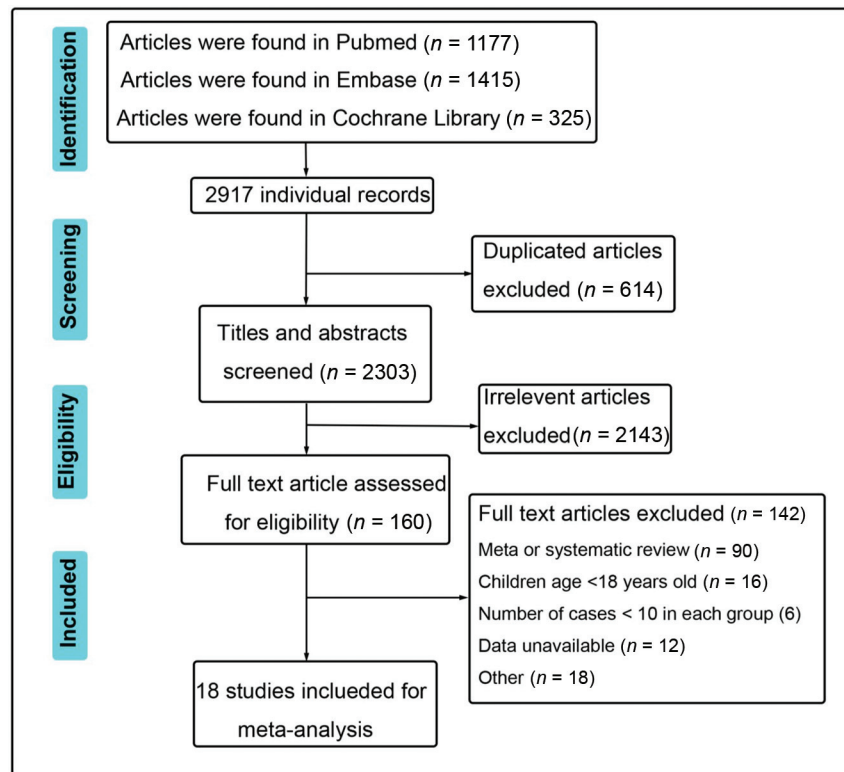 Identification
Articles were found in Pubmed (n = 1177)
Articles were found in Embase (n = 1415)
Articles were found in Cochrane Library (n = 325)
2917 individual records
Screening
Duplicated articles
excluded (n = 614)
Titles and abstracts
screened (n = 2303)
Eligibility
Irrelevent articles
excluded(n = 2143)
Full text article assessed
for eligibility (n = 160)
Included
Full text articles excluded (n = 142)
Meta or systematic review (n = 90)
Children age <18 years old (n = 16)
Number of cases < 10 in each group (6)
Data unavailable (n = 12)
Other (n = 18)
18 studies inclueded for
meta-analysis